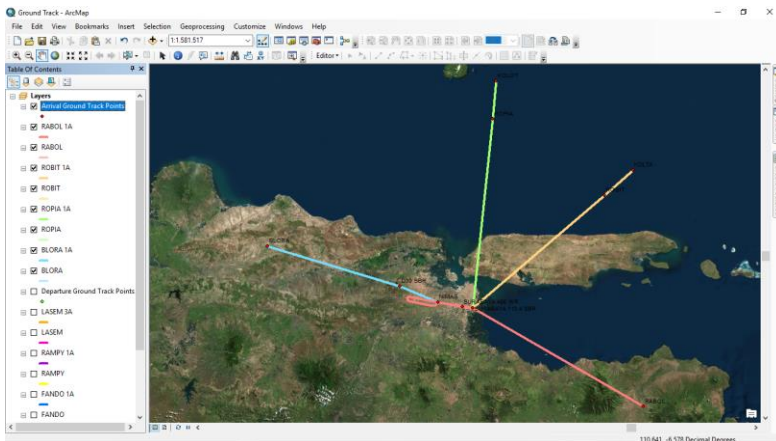 Ground Track - ArcMap
File Edit View Bookmarks Insert Selection Geoprocessing Customize Windows Help
1:1.581.517
Editor
Table Of Contents
Layers
Arrival Ground Track Points
RABOL 1A
RABOL
ROBIT 1A
ROBIT
ROPIA 1A
ROPIA
BLORA 1A
BLORA
Departure Ground Track Points
LASEM 3A
LASEM
RAMPY 1A
RAMPY
FANDO 1A
FANDO
NIMAS
110,641 -6,578 Decimal Degrees